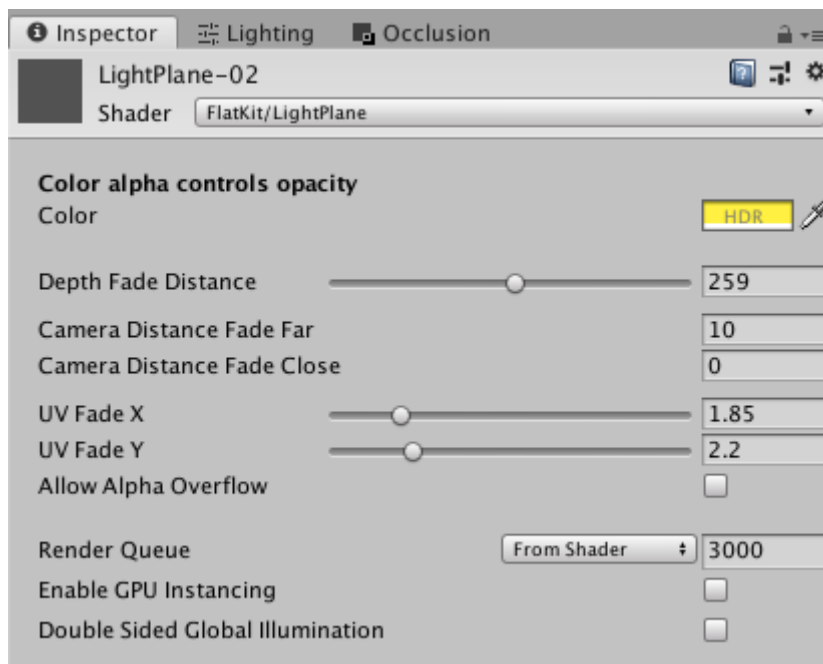 Inspector Lighting Occlusion
LightPlane-02
Shader FlatKit/LightPlane
Color alpha controls opacity
Color HDR
Depth Fade Distance 259
Camera Distance Fade Far 10
Camera Distance Fade Close 0
UV Fade X 1.85
UV Fade Y 2.2
Allow Alpha Overflow
Render Queue From Shader 3000
Enable GPU Instancing
Double Sided Global Illumination